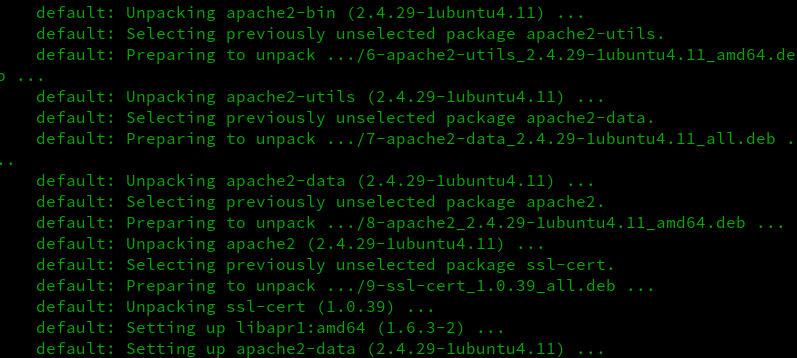 default: Unpacking apache2-bin (2.4.29-1ubuntu4.11) ...
default: Selecting previously unselected package apache2-utils.
default: Preparing to unpack .../6-apache2-utils_2.4.29-1ubuntu4.11_amd64.de
b ...
default: Unpacking apache2-utils (2.4.29-1ubuntu4.11) ...
default: Selecting previously unselected package apache2-data.
default: Preparing to unpack .../7-apache2-data_2.4.29-1ubuntu4.11_all.deb .
..
default: Unpacking apache2-data (2.4.29-1ubuntu4.11) ...
default: Selecting previously unselected package apache2.
default: Preparing to unpack .../8-apache2_2.4.29-1ubuntu4.11_amd64.deb ...
default: Unpacking apache2 (2.4.29-1ubuntu4.11) ...
default: Selecting previously unselected package ssl-cert.
default: Preparing to unpack .../9-ssl-cert_1.0.39_all.deb ...
default: Unpacking ssl-cert (1.0.39) ...
default: Setting up libapr1:amd64 (1.6.3-2) ...
default: Setting up apache2-data (2.4.29-1ubuntu4.11) ...